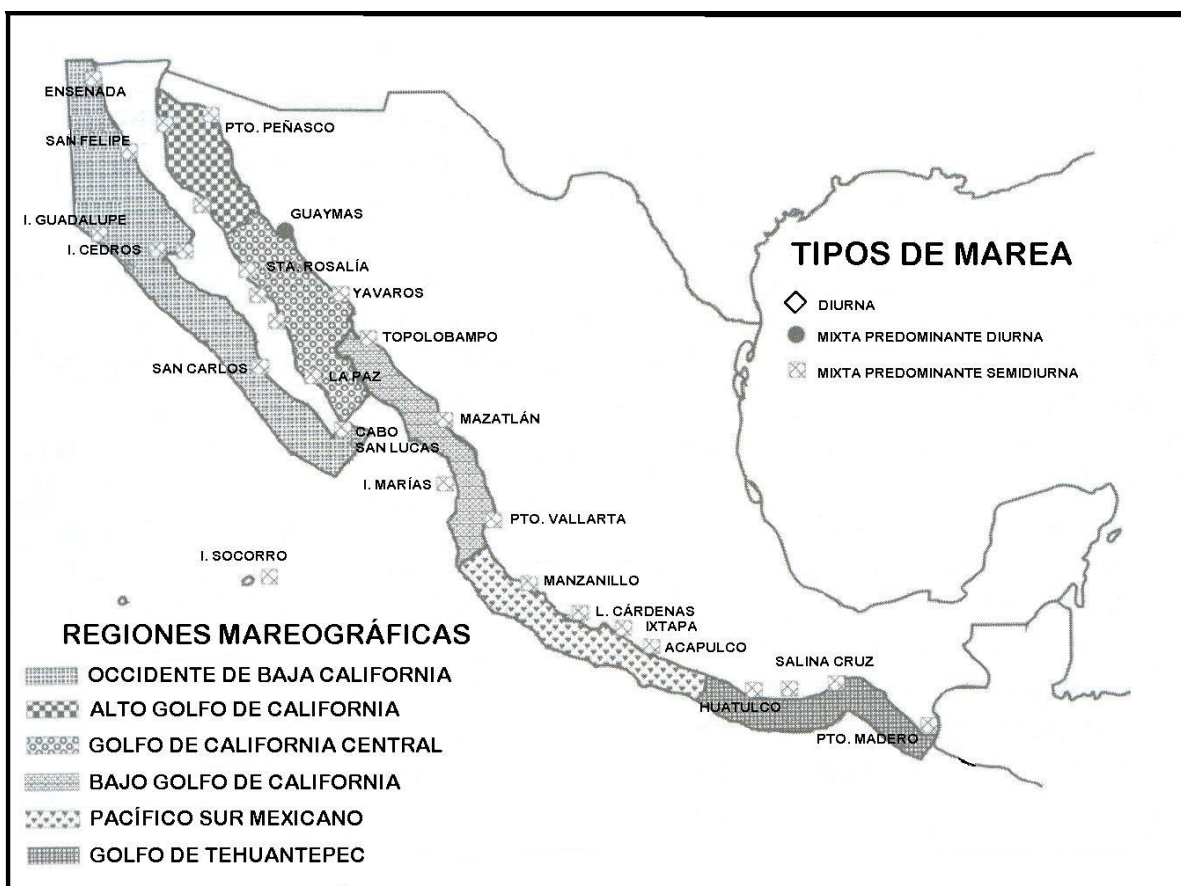 ENSENADA
PTO. PEÑASCO
SAN FELIPE
I. GUADALUPE
GUAYMAS
I. CEDROS
STA. ROSALÍA
YAVAROS
TOPOLOBAMPO
SAN CARLOS
LA PAZ
MAZATLÁN
CABO
SAN LUCAS
I. MARÍAS
PTO. VALLARTA
I. SOCORRO
MANZANILLO
L. CÁRDENAS
IXTAPA
ACAPULCO
SALINA CRUZ
HUATULCO
PTO. MADERO
TIPOS DE MAREA
DIURNA
MIXTA PREDOMINANTE DIURNA
MIXTA PREDOMINANTE SEMIDIURNA
REGIONES MAREOGRÁFICAS
OCCIDENTE DE BAJA CALIFORNIA
ALTO GOLFO DE CALIFORNIA
GOLFO DE CALIFORNIA CENTRAL
BAJO GOLFO DE CALIFORNIA
PACÍFICO SUR MEXICANO
GOLFO DE TEHUANTEPEC